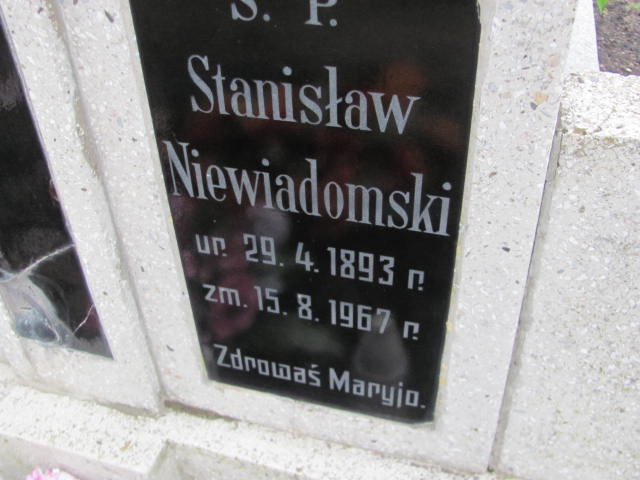 Ś. P.
Stanisław
Niewiadomski
ur. 29. 4. 1893 r.
zm. 15. 8. 1967 r.
Zdrowaś Maryjo.